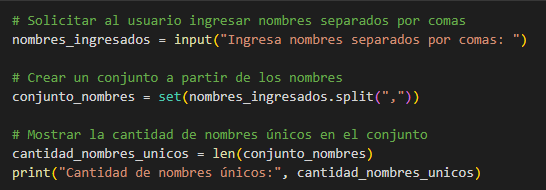 # Solicitar al usuario ingresar nombres separados por comas
nombres_ingresados = input("Ingresa nombres separados por comas: ")
# Crear un conjunto a partir de los nombres
conjunto_nombres = set(nombres_ingresados.split(","))
# Mostrar la cantidad de nombres únicos en el conjunto
cantidad_nombres_unicos = len(conjunto_nombres)
print("Cantidad de nombres únicos:", cantidad_nombres_unicos)